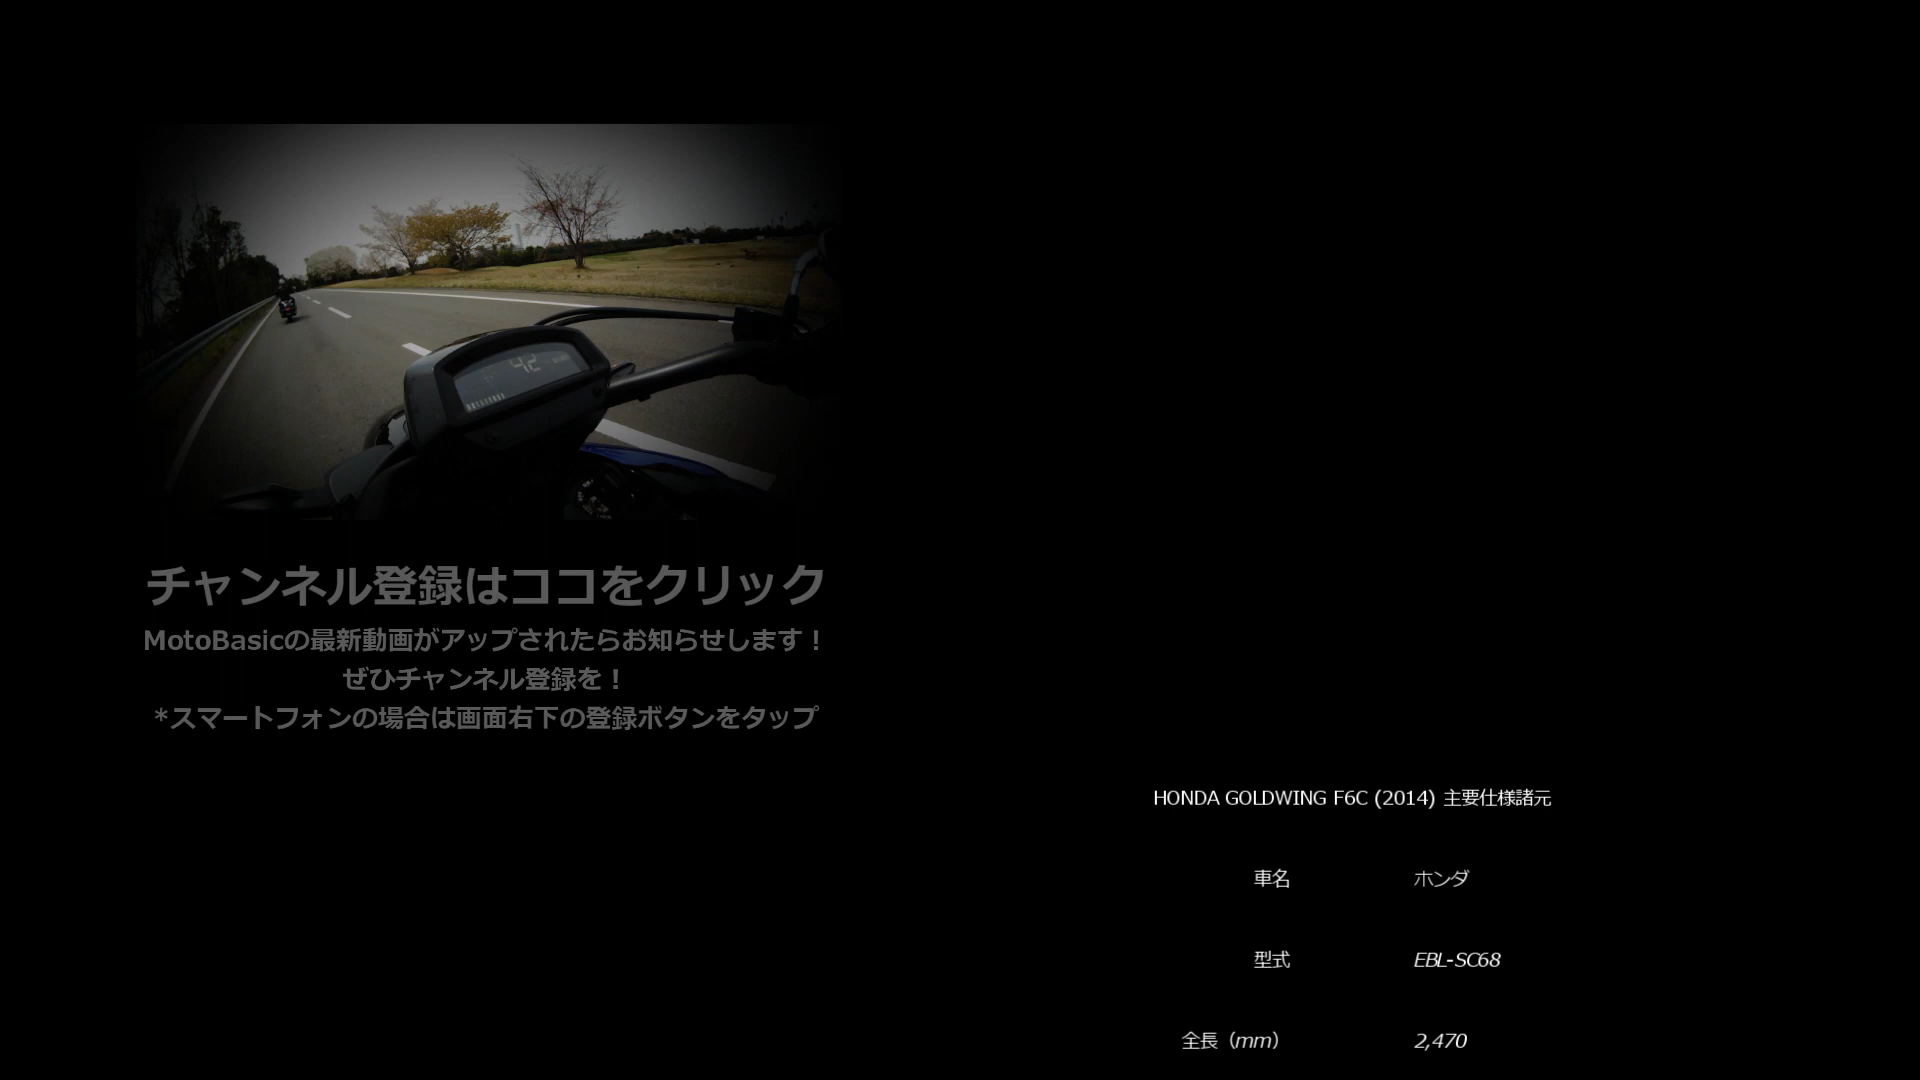 42
チャンネル登録はココをクリック
MotoBasicの最新動画がアップされたらお知らせします！
ぜひチャンネル登録を！
*スマートフォンの場合は画面右下の登録ボタンをタップ
HONDA GOLDWING F6C (2014) 主要仕様諸元
車名 ホンダ
型式 EBL-SC68
全長（mm） 2,470